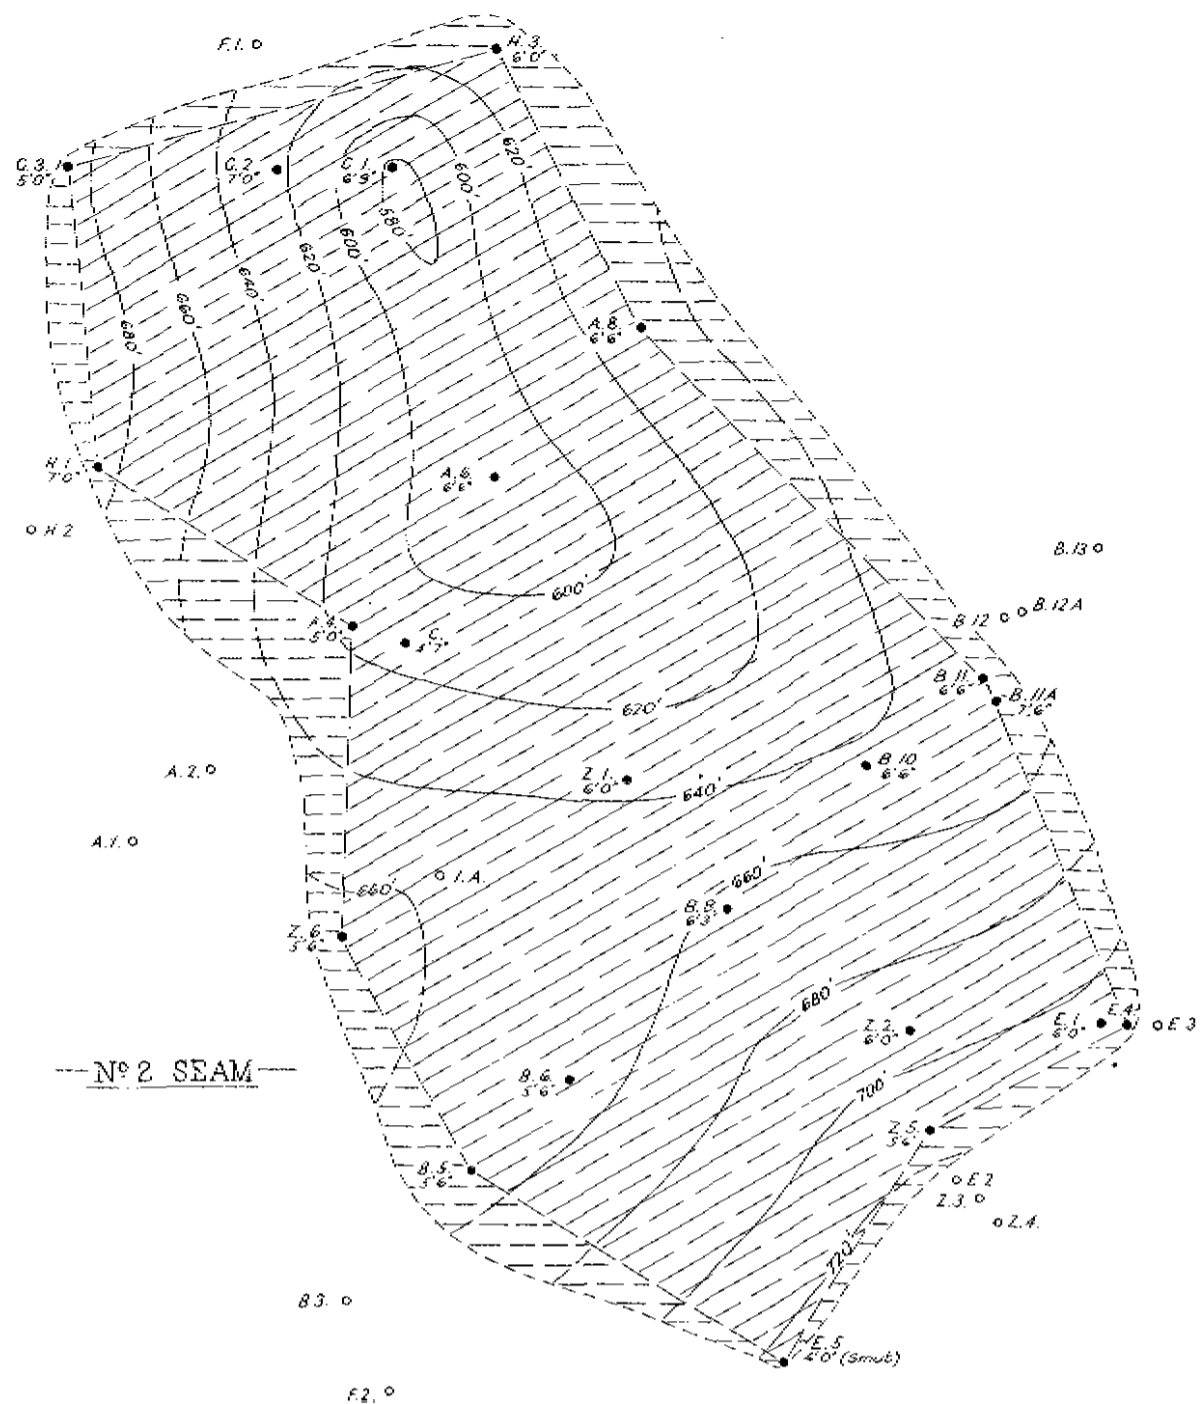 F.1.
H.3.
6'0"
C.3.
5'0"
C.2
7'0"
C.1.
620'
600'
580'
600'
620'
640'
660'
680'
A.8.
6'6"
H.1.
7'0"
A.6.
6'6"
H.2
B.13
600'
B.12
B.12A
5'0"
C.
B.11.
6'6"
B.11A
7'6"
620'
A.2.
Z.1.
6'0"
640'
B.10
6'6"
A.1.
1.A.
660'
660'
B.8.
6'3"
Z.6.
5'6"
680'
Z.2.
6'0"
E.1.
6'0"
E.4.
E.3
Nº 2 SEAM
B.6.
5'6"
700'
Z.5.
5'6"
B.5.
5'6"
E.2
Z.3.
Z.4.
720'
B3.
E.5
4'0" (smut)
F.2.